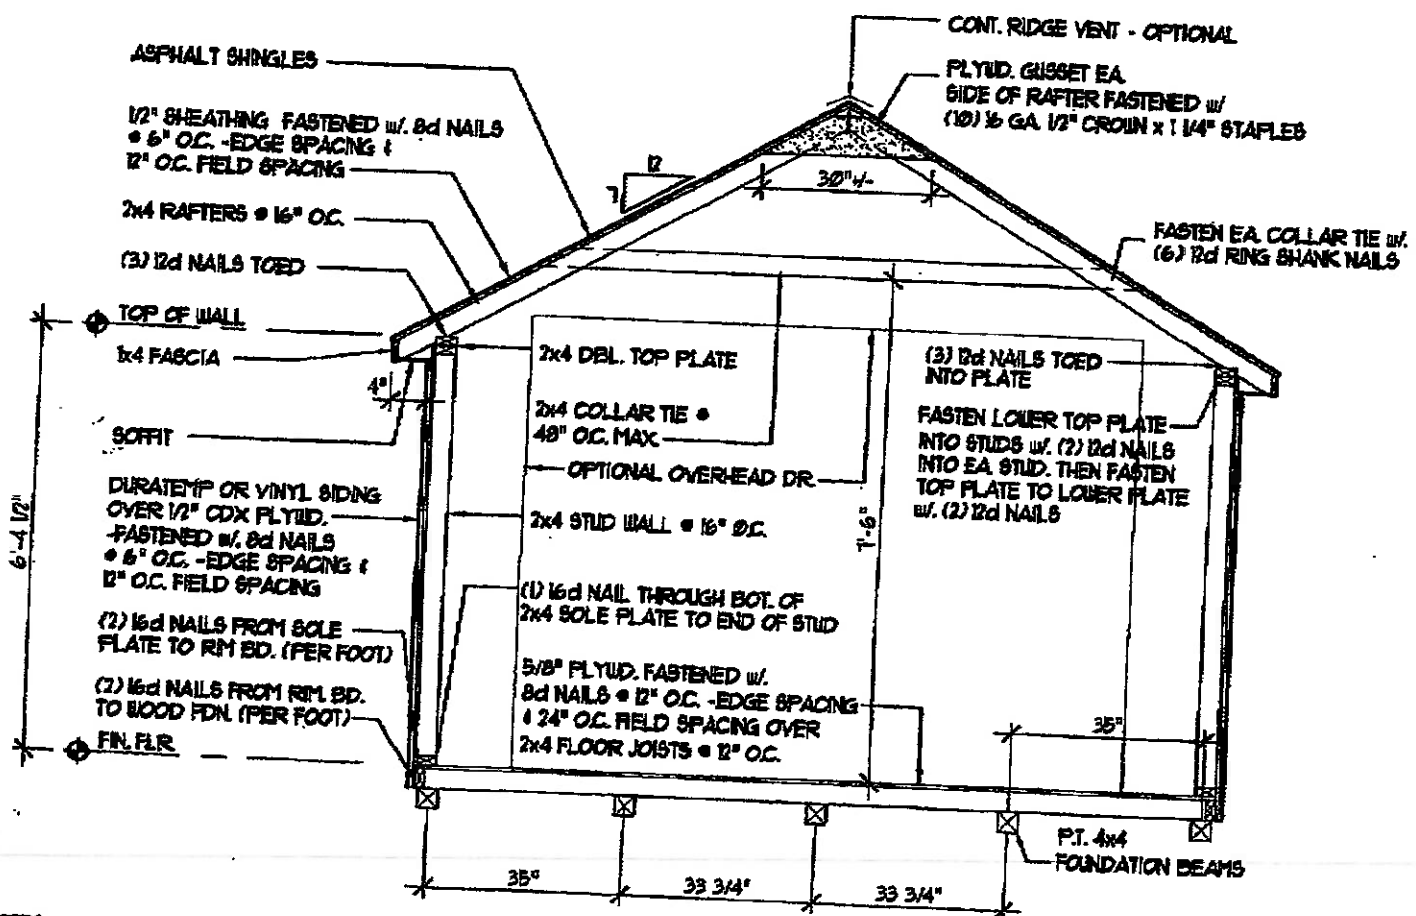 CONT. RIDGE VENT - OPTIONAL
ASPHALT SHINGLES
PLYWD. GUSSET EA.
SIDE OF RAFTER FASTENED w/
(10) 16 GA. 1/2" CROWN x 1 1/4" STAPLES
1/2" SHEATHING FASTENED w/. 8d NAILS
@ 6" O.C. -EDGE SPACING &
12" O.C. FIELD SPACING
12
7
30"+/-
2x4 RAFTERS @ 16" O.C.
FASTEN EA. COLLAR TIE w/.
(6) 12d RING SHANK NAILS
(3) 12d NAILS TOED
TOP OF WALL
1x4 FASCIA
2x4 DBL. TOP PLATE
(3) 12d NAILS TOED
INTO PLATE
4"
2x4 COLLAR TIE @
48" O.C. MAX.
FASTEN LOWER TOP PLATE
INTO STUDS w/. (2) 12d NAILS
INTO EA. STUD. THEN FASTEN
TOP PLATE TO LOWER PLATE
w/. (2) 12d NAILS
SOFFIT
OPTIONAL OVERHEAD DR.
DURATEMP OR VINYL SIDING
OVER 1/2" CDX PLYWD.
-FASTENED w/. 8d NAILS
@ 6" O.C. -EDGE SPACING &
12" O.C. FIELD SPACING
6'-4 1/2"
2x4 STUD WALL @ 16" O.C.
7'-6"
(1) 16d NAIL THROUGH BOT. OF
2x4 SOLE PLATE TO END OF STUD
(2) 16d NAILS FROM SOLE
PLATE TO RIM BD. (PER FOOT)
5/8" PLYWD. FASTENED w/.
8d NAILS @ 12" O.C. -EDGE SPACING
& 24" O.C. FIELD SPACING OVER
2x4 FLOOR JOISTS @ 12" O.C.
(2) 16d NAILS FROM RIM. BD.
TO WOOD FDN. (PER FOOT)
FIN. FLR.
35"
P.T. 4x4
FOUNDATION BEAMS
35"
33 3/4"
33 3/4"